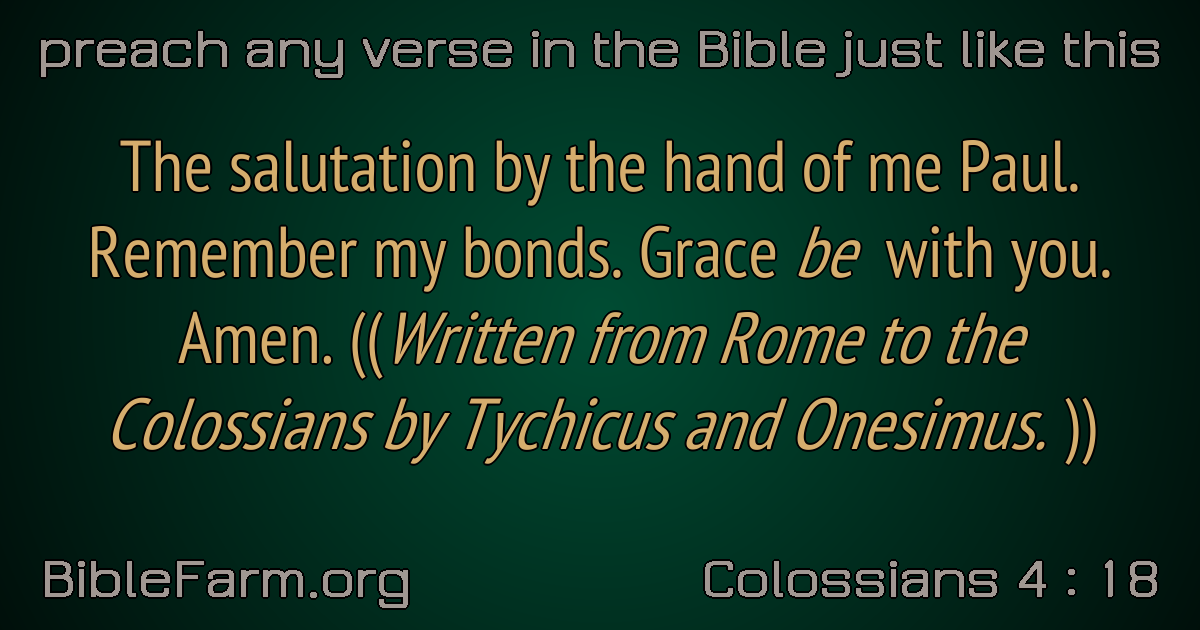 preach any verse in the Bible just like this
The salutation by the hand of me Paul.
Remember my bonds. Grace be with you.
Amen. ((Written from Rome to the
Colossians by Tychicus and Onesimus. ))
BibleFarm.org
Colossians 4 : 18